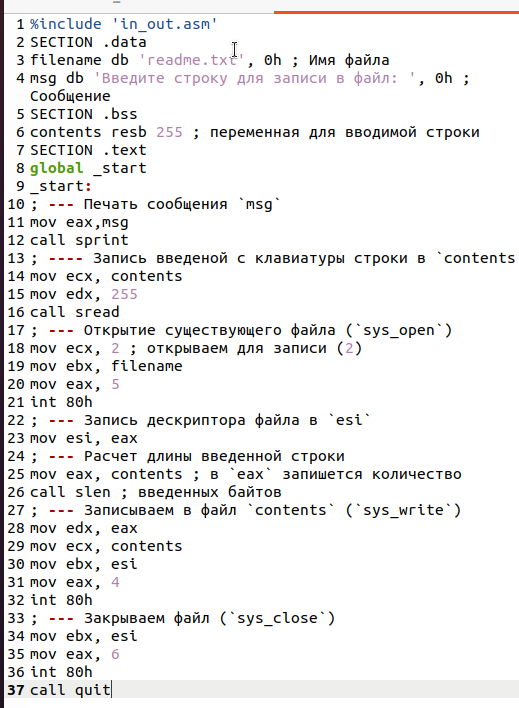 1 %include 'in_out.asm'
2 SECTION .data
3 filename db 'readme.txt', 0h ; Имя файла
4 msg db 'Введите строку для записи в файл: ', 0h ;
Сообщение
5 SECTION .bss
6 contents resb 255 ; переменная для вводимой строки
7 SECTION .text
8 global _start
9 _start:
10 ; --- Печать сообщения `msg`
11 mov eax,msg
12 call sprint
13 ; ---- Запись введеной с клавиатуры строки в `contents
14 mov ecx, contents
15 mov edx, 255
16 call sread
17 ; --- Открытие существующего файла (`sys_open`)
18 mov ecx, 2 ; открываем для записи (2)
19 mov ebx, filename
20 mov eax, 5
21 int 80h
22 ; --- Запись дескриптора файла в `esi`
23 mov esi, eax
24 ; --- Расчет длины введенной строки
25 mov eax, contents ; в `eax` запишется количество
26 call slen ; введенных байтов
27 ; --- Записываем в файл `contents` (`sys_write`)
28 mov edx, eax
29 mov ecx, contents
30 mov ebx, esi
31 mov eax, 4
32 int 80h
33 ; --- Закрываем файл (`sys_close`)
34 mov ebx, esi
35 mov eax, 6
36 int 80h
37 call quit